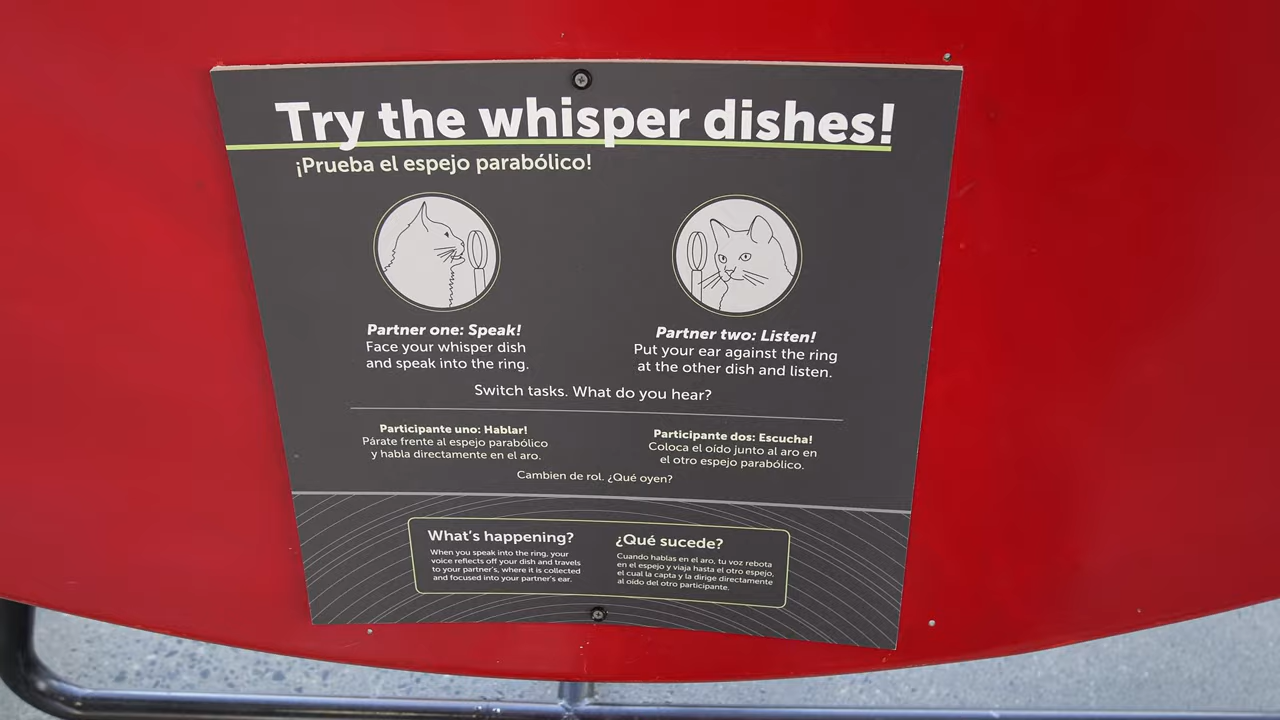 Try the whisper dishes!
¡Prueba el espejo parabólico!
Partner one: Speak!
Face your whisper dish
and speak into the ring.
Partner two: Listen!
Put your ear against the ring
at the other dish and listen.
Switch tasks. What do you hear?
Participante uno: Hablar!
Párate frente al espejo parabólico
y habla directamente en el aro.
Participante dos: Escucha!
Coloca el oído junto al aro en
el otro espejo parabólico.
Cambien de rol. ¿Qué oyen?
What's happening?
When you speak into the ring, your
voice reflects off your dish and travels
to your partner's, where it is collected
and focused into your partner's ear.
¿Qué sucede?
Cuando hablas en el aro, tu voz rebota
en el espejo y viaja hasta el otro espejo,
el cual la capta y la dirige directamente
al oído del otro participante.